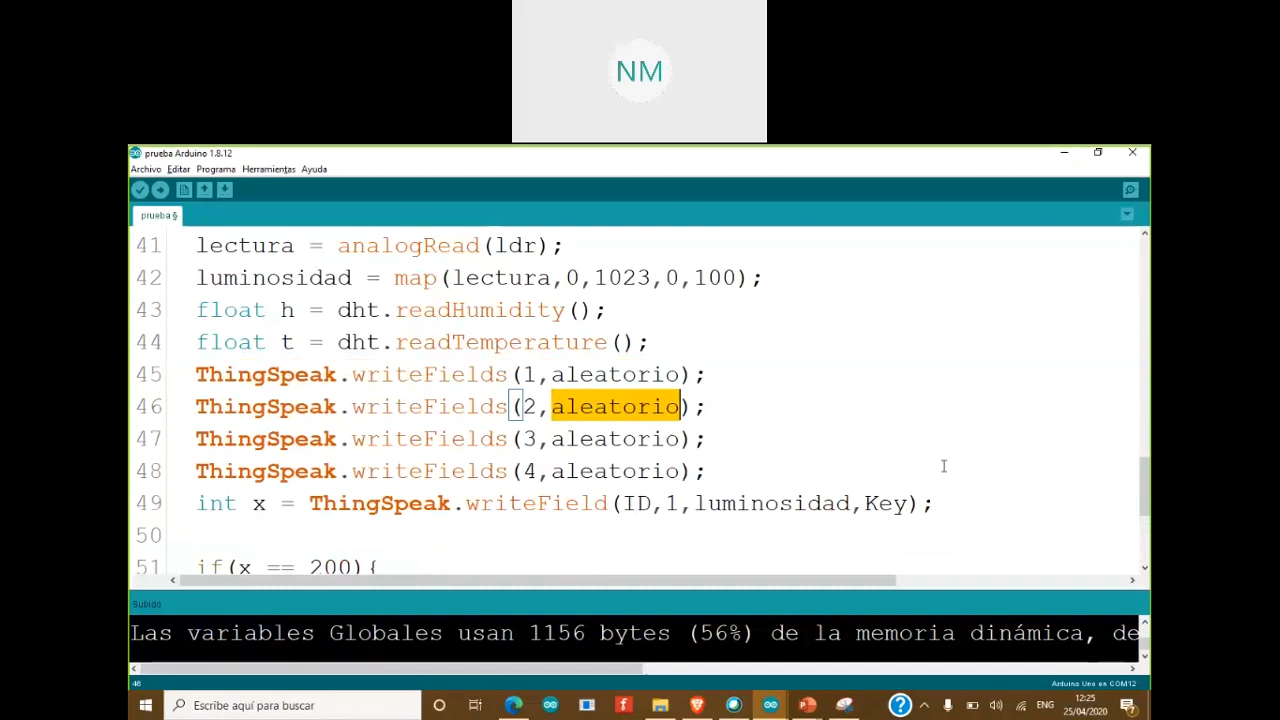 NM
prueba Arduino 1.8.12
Archivo Editar Programa Herramientas Ayuda
prueba §
41 lectura = analogRead(ldr);
42 luminosidad = map(lectura,0,1023,0,100);
43 float h = dht.readHumidity();
44 float t = dht.readTemperature();
45 ThingSpeak.writeFields(1,aleatorio);
46 ThingSpeak.writeFields(2,aleatorio);
47 ThingSpeak.writeFields(3,aleatorio);
48 ThingSpeak.writeFields(4,aleatorio);
49 int x = ThingSpeak.writeField(ID,1,luminosidad,Key);
50
51 if(x == 200){
Subido
Las variables Globales usan 1156 bytes (56%) de la memoria dinámica, de
46 Arduino Uno en COM12
Escribe aquí para buscar
ENG
12:25
25/04/2020
7